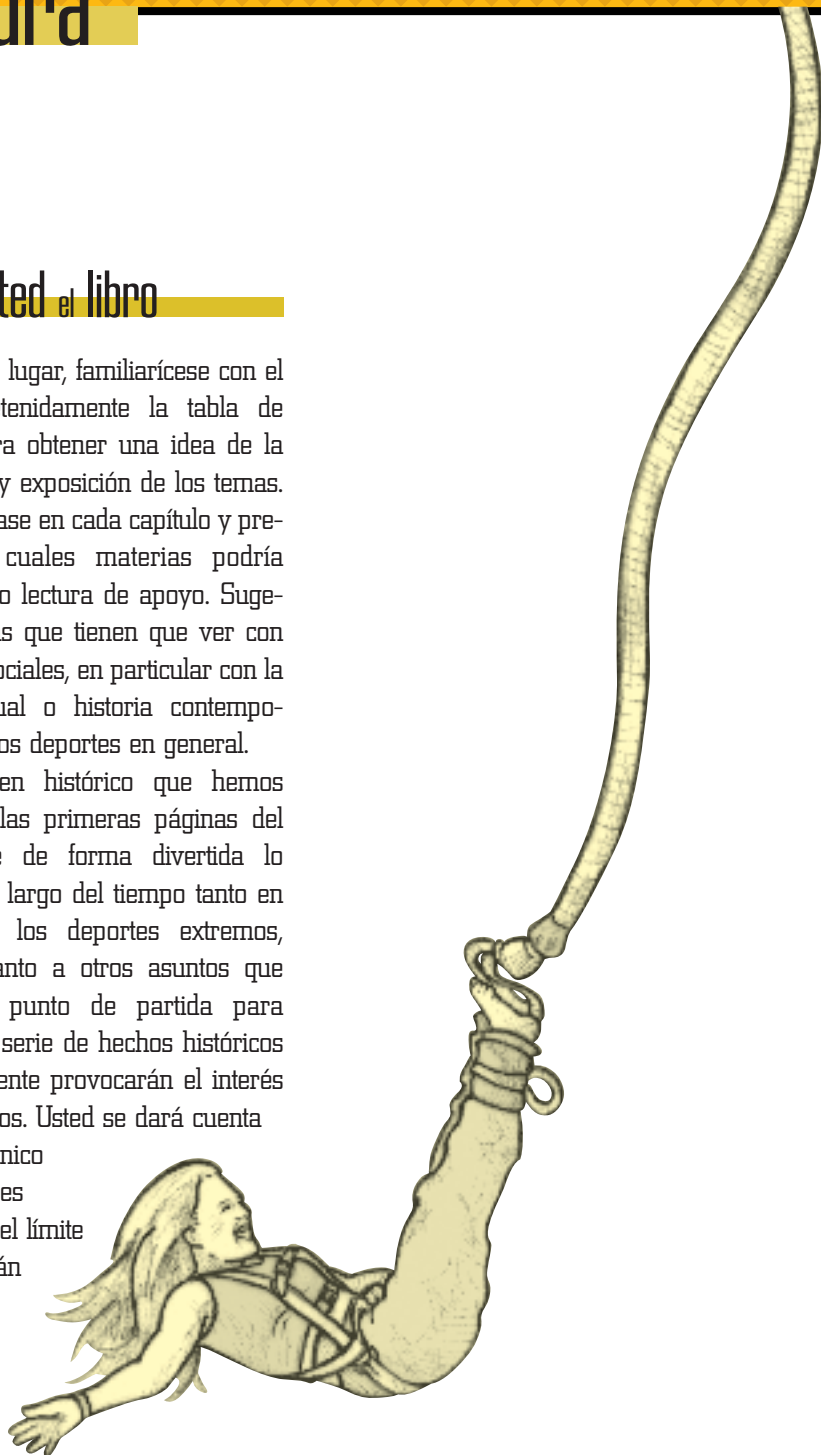 ura
ted el libro
lugar, familiarícese con el
tenidamente la tabla de
ra obtener una idea de la
y exposición de los temas.
ase en cada capítulo y pre-
cuales materias podría
o lectura de apoyo. Suge-
as que tienen que ver con
ociales, en particular con la
ual o historia contempo-
os deportes en general.
en histórico que hemos
las primeras páginas del
e de forma divertida lo
largo del tiempo tanto en
los deportes extremos,
anto a otros asuntos que
punto de partida para
serie de hechos históricos
ente provocarán el interés
os. Usted se dará cuenta
nico
es
el límite
án